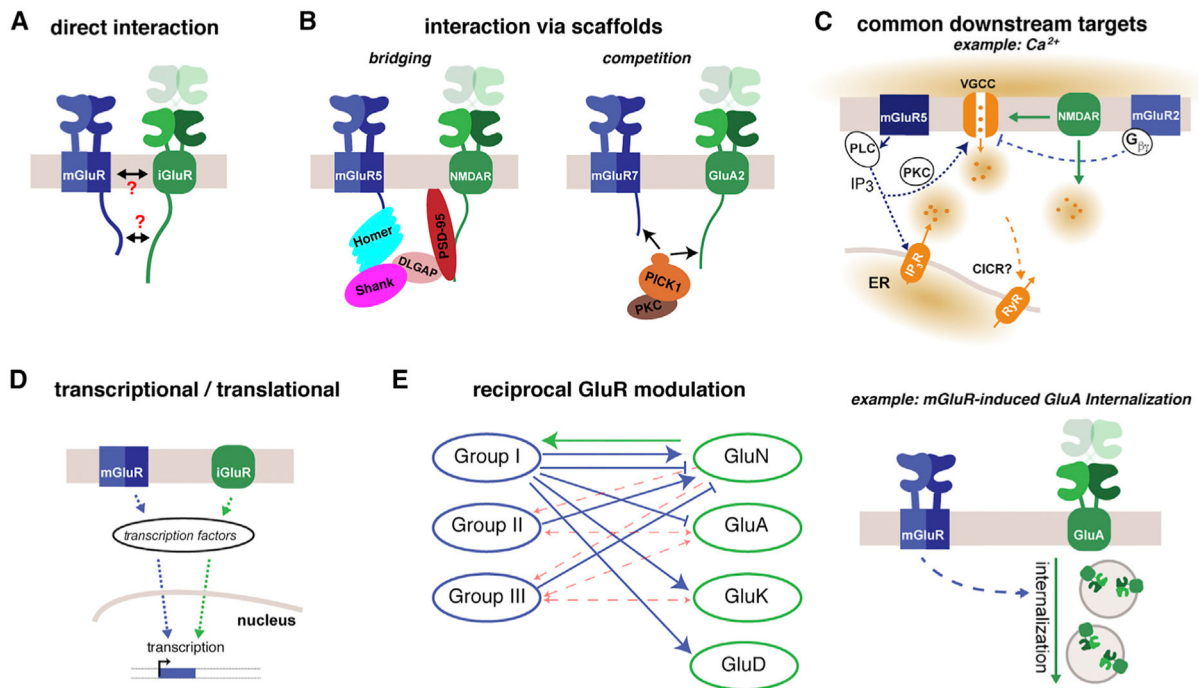 A
direct interaction
mGluR
iGluR
?
?
B
interaction via scaffolds
bridging
competition
mGluR5
NMDAR
mGluR7
GluA2
Homer
PSD-95
DLGAP
Shank
PICK1
PKC
C
common downstream targets
example: Ca²⁺
VGCC
mGluR5
NMDAR
mGluR2
PLC
Gβγ
PKC
IP3
IP3R
CICR?
ER
RyR
D
transcriptional / translational
mGluR
iGluR
transcription factors
nucleus
transcription
E
reciprocal GluR modulation
Group I
GluN
Group II
GluA
Group III
GluK
GluD
example: mGluR-induced GluA Internalization
mGluR
GluA
internalization